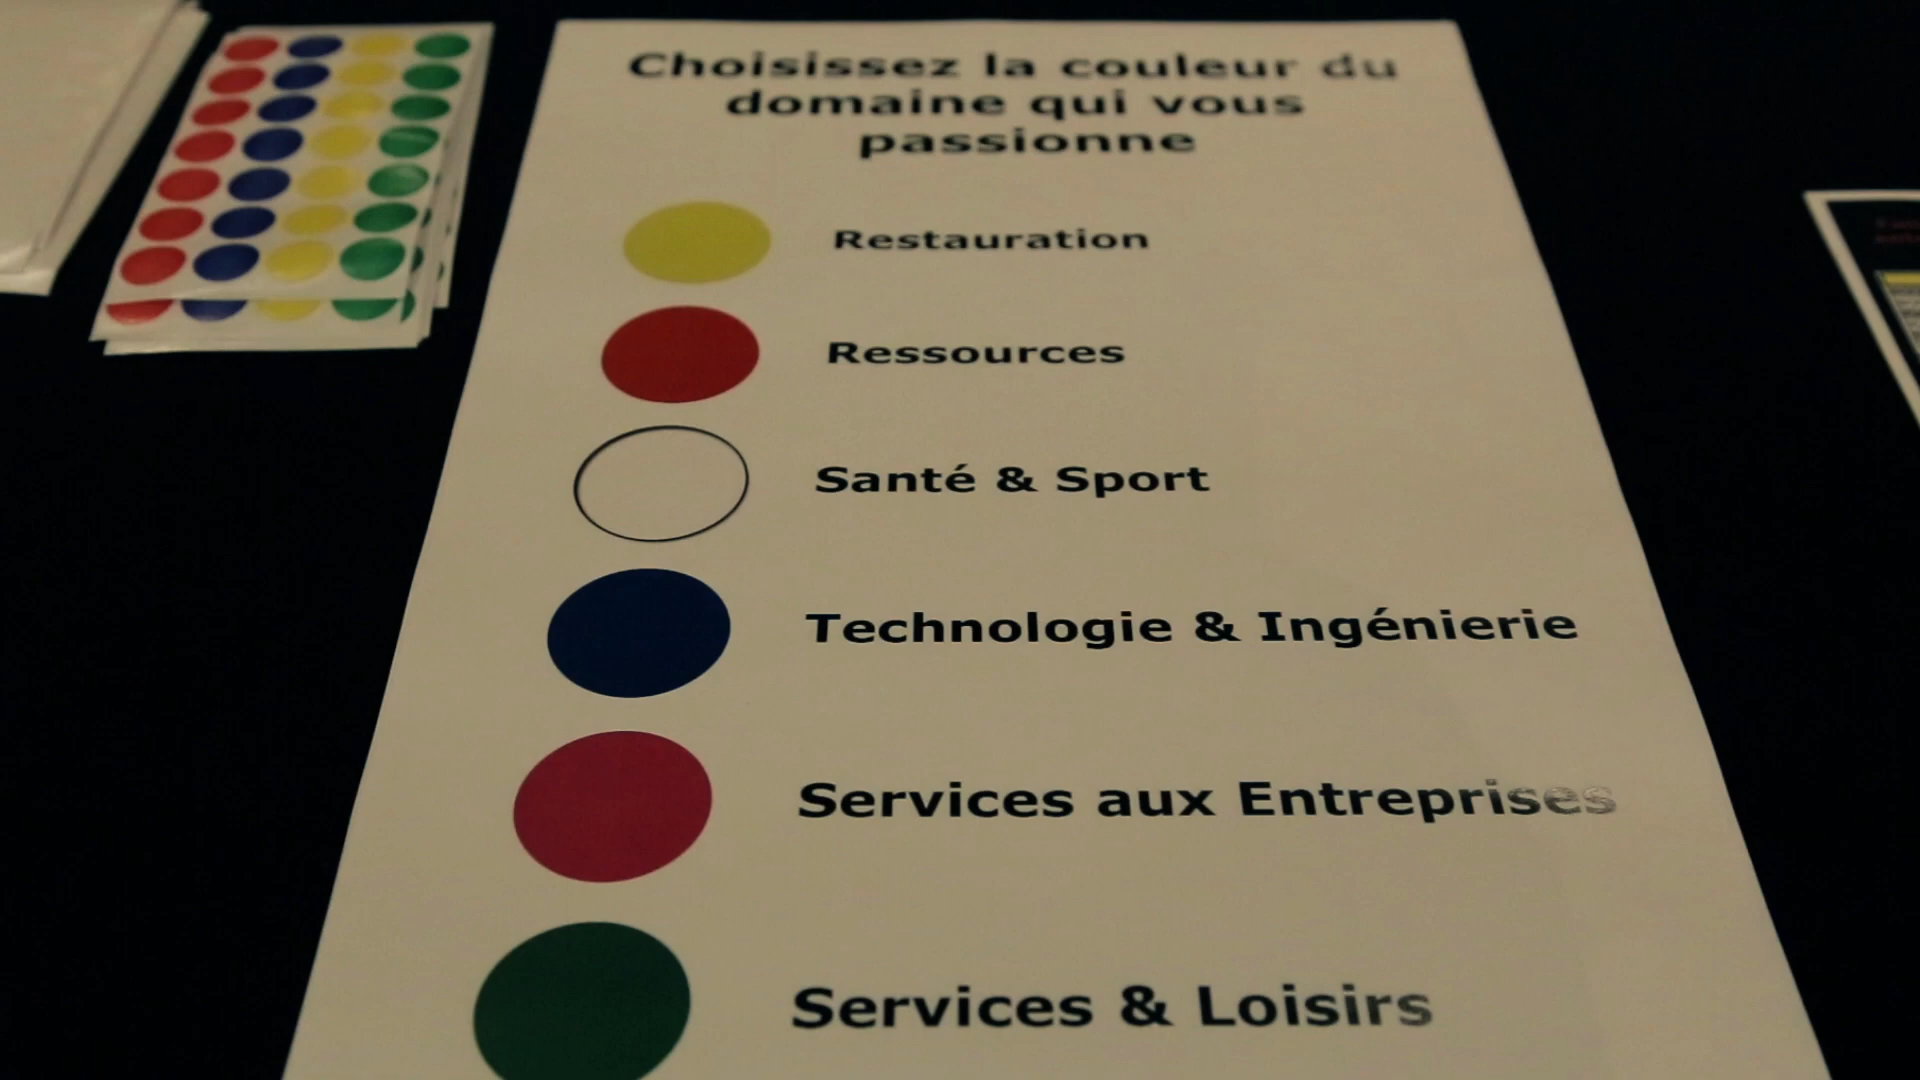 Choisissez la couleur du
domaine qui vous
passionne
Restauration
Ressources
Santé & Sport
Technologie & Ingénierie
Services aux Entreprises
Services & Loisirs